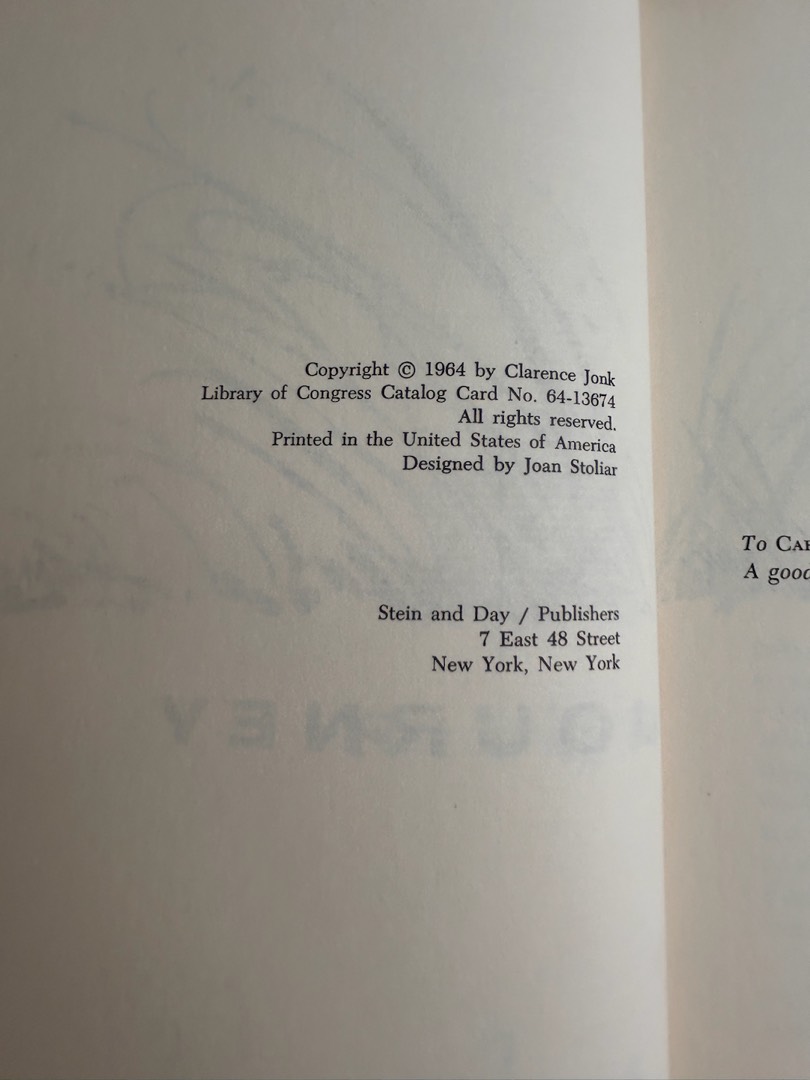 Copyright © 1964 by Clarence Jonk
Library of Congress Catalog Card No. 64-13674
All rights reserved.
Printed in the United States of America
Designed by Joan Stoliar
Stein and Day / Publishers
7 East 48 Street
New York, New York
JOURNEY
To
A